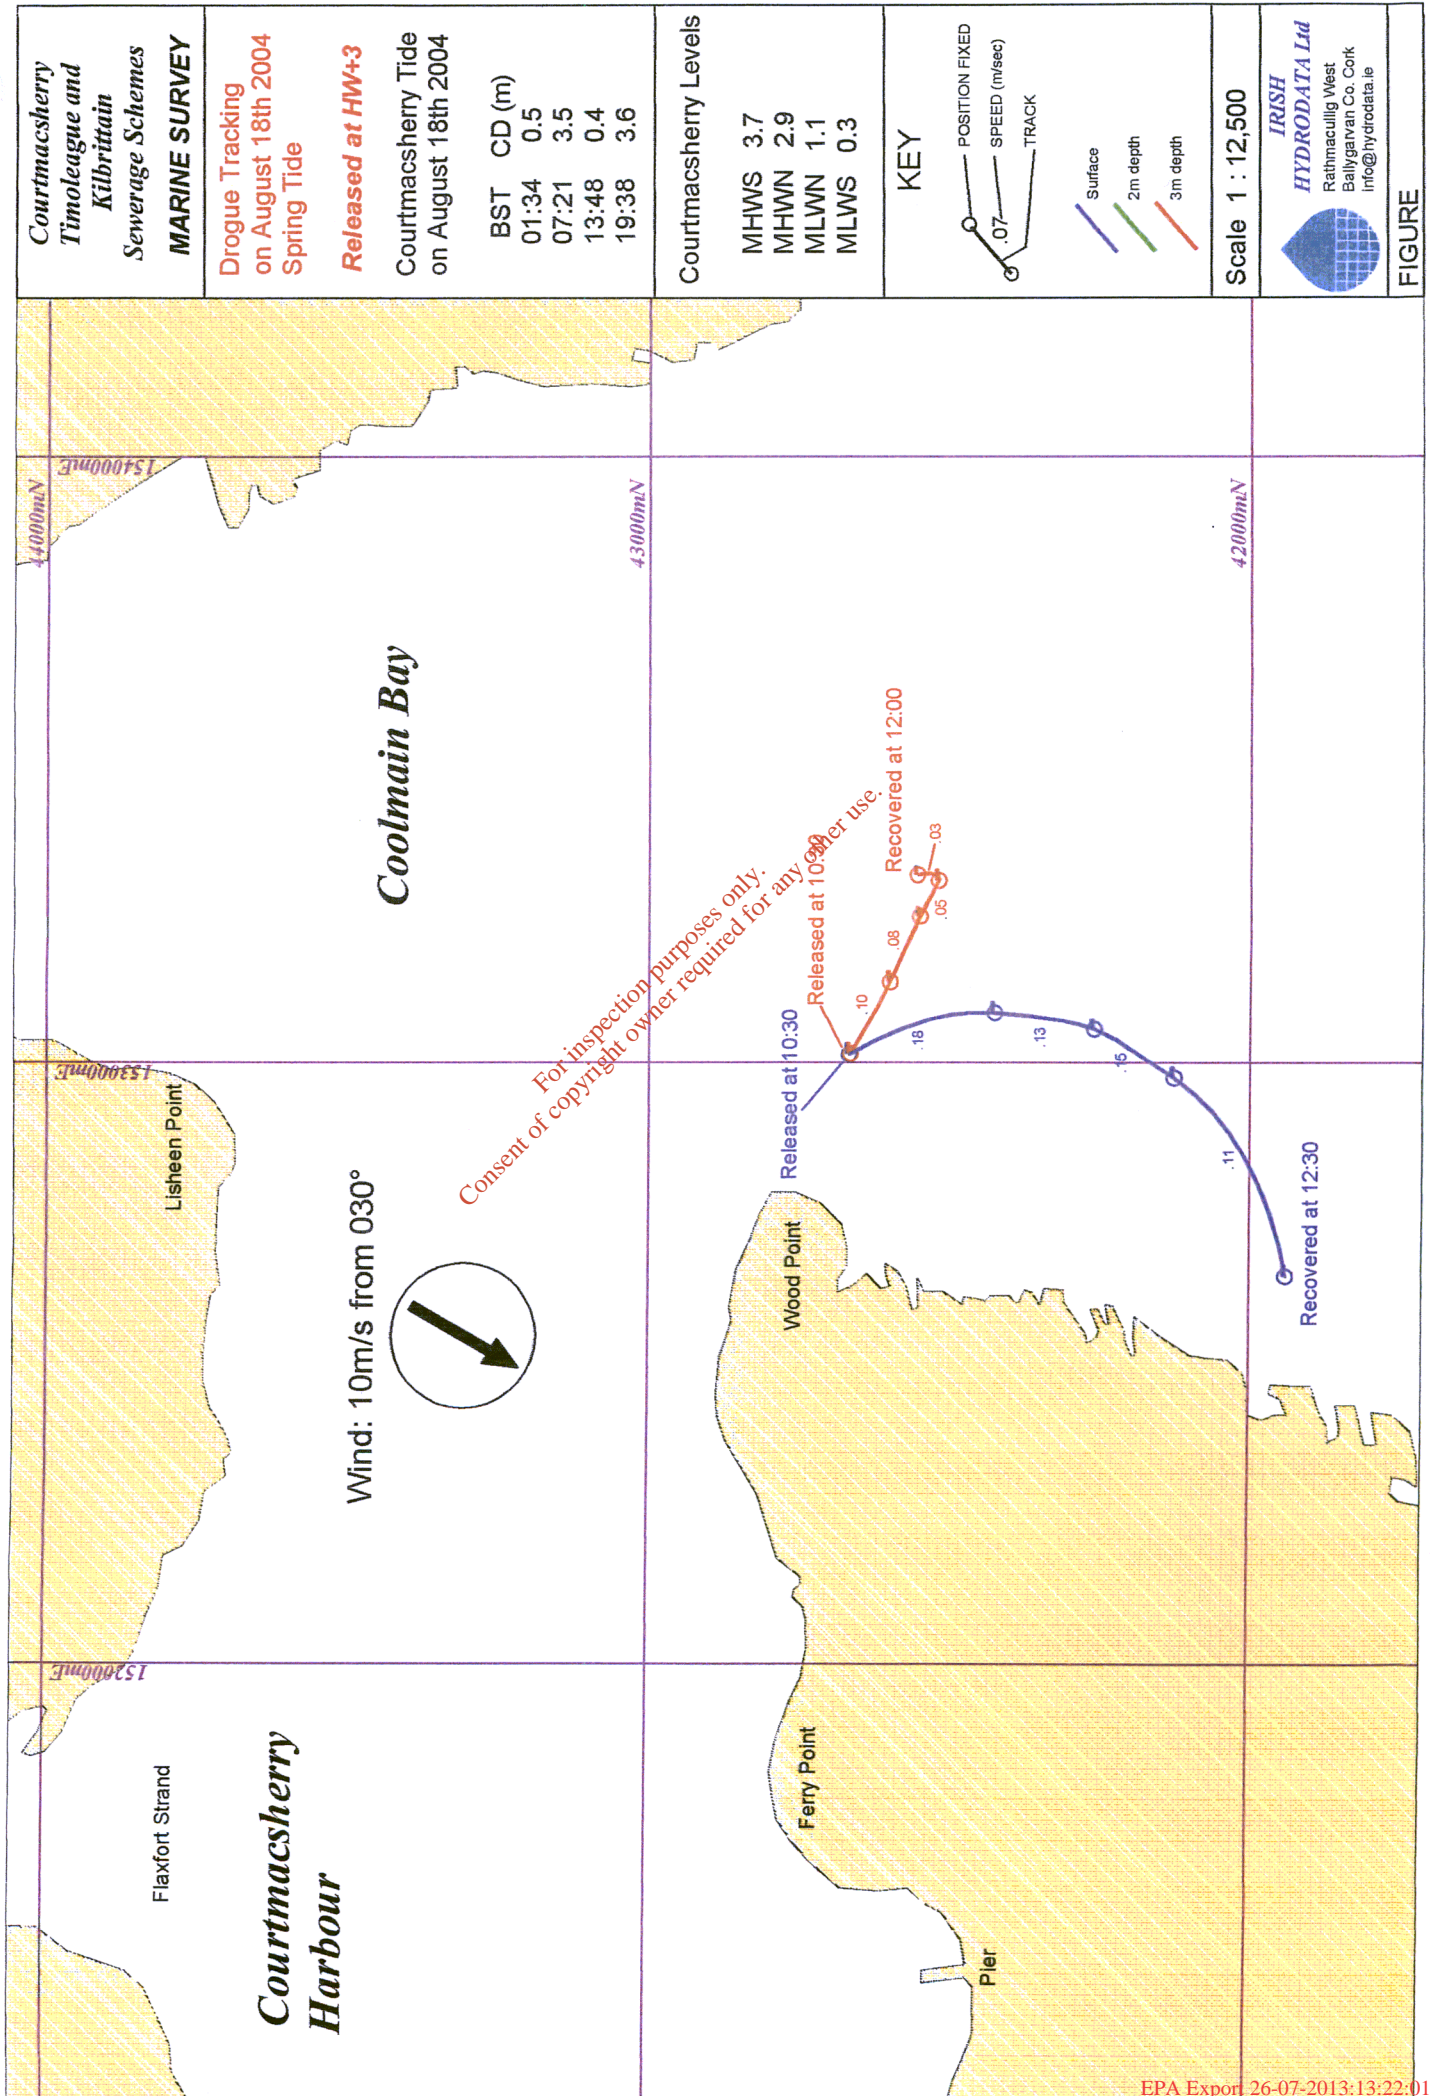 Courtmacsherry
Timoleague and
Kilbrittain
Sewerage Schemes
MARINE SURVEY
Drogue Tracking
on August 18th 2004
Spring Tide
Released at HW+3
Courtmacsherry Tide
on August 18th 2004
BST CD (m)
01:34 0.5
07:21 3.5
13:48 0.4
19:38 3.6
Courtmacsherry Levels
MHWS 3.7
MHWN 2.9
MLWN 1.1
MLWS 0.3
KEY
POSITION FIXED
.07 SPEED (m/sec)
TRACK
Surface
2m depth
3m depth
Scale 1 : 12,500
IRISH
HYDRODATA Ltd
Rathmacullig West
Ballygarvan Co. Cork
info@hydrodata.ie
FIGURE
44000mN
43000mN
42000mN
154000mE
153000mE
152000mE
Coolmain Bay
Lisheen Point
Wind: 10m/s from 030°
Flaxfort Strand
Courtmacsherry
Harbour
Wood Point
Ferry Point
Pier
Released at 10:30
Released at
Recovered at 12:00
.10
.08
.05
.03
.18
.13
.15
.11
Recovered at 12:30
For inspection purposes only.
Consent of copyright owner required for any other use.
EPA Export 26-07-2013:13:22:01